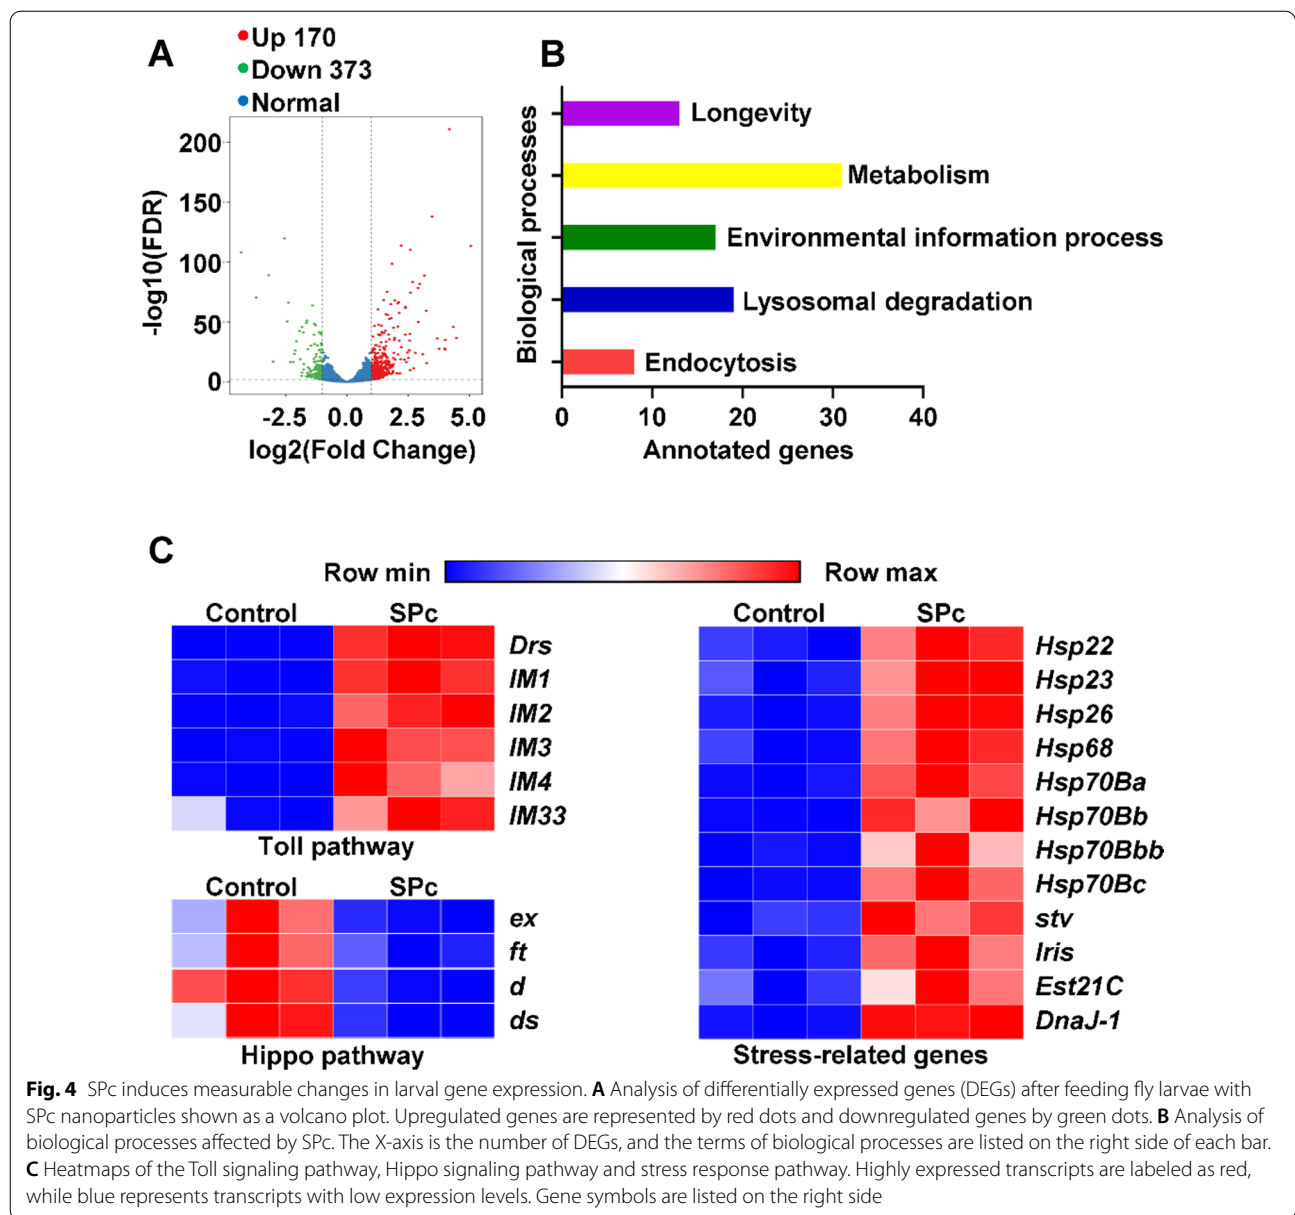 A
Up 170
Down 373
Normal
200
150
100
50
0
-log10(FDR)
-2.5 0.0 2.5 5.0
log2(Fold Change)
B
Biological processes
Longevity
Metabolism
Environmental information process
Lysosomal degradation
Endocytosis
0 10 20 30 40
Annotated genes
C
Row min Row max
Control SPc
Drs
IM1
IM2
IM3
IM4
IM33
Toll pathway
Control SPc
ex
ft
d
ds
Hippo pathway
Control SPc
Hsp22
Hsp23
Hsp26
Hsp68
Hsp70Ba
Hsp70Bb
Hsp70Bbb
Hsp70Bc
stv
Iris
Est21C
DnaJ-1
Stress-related genes
Fig. 4 SPc induces measurable changes in larval gene expression. A Analysis of differentially expressed genes (DEGs) after feeding fly larvae with
SPc nanoparticles shown as a volcano plot. Upregulated genes are represented by red dots and downregulated genes by green dots. B Analysis of
biological processes affected by SPc. The X-axis is the number of DEGs, and the terms of biological processes are listed on the right side of each bar.
C Heatmaps of the Toll signaling pathway, Hippo signaling pathway and stress response pathway. Highly expressed transcripts are labeled as red,
while blue represents transcripts with low expression levels. Gene symbols are listed on the right side